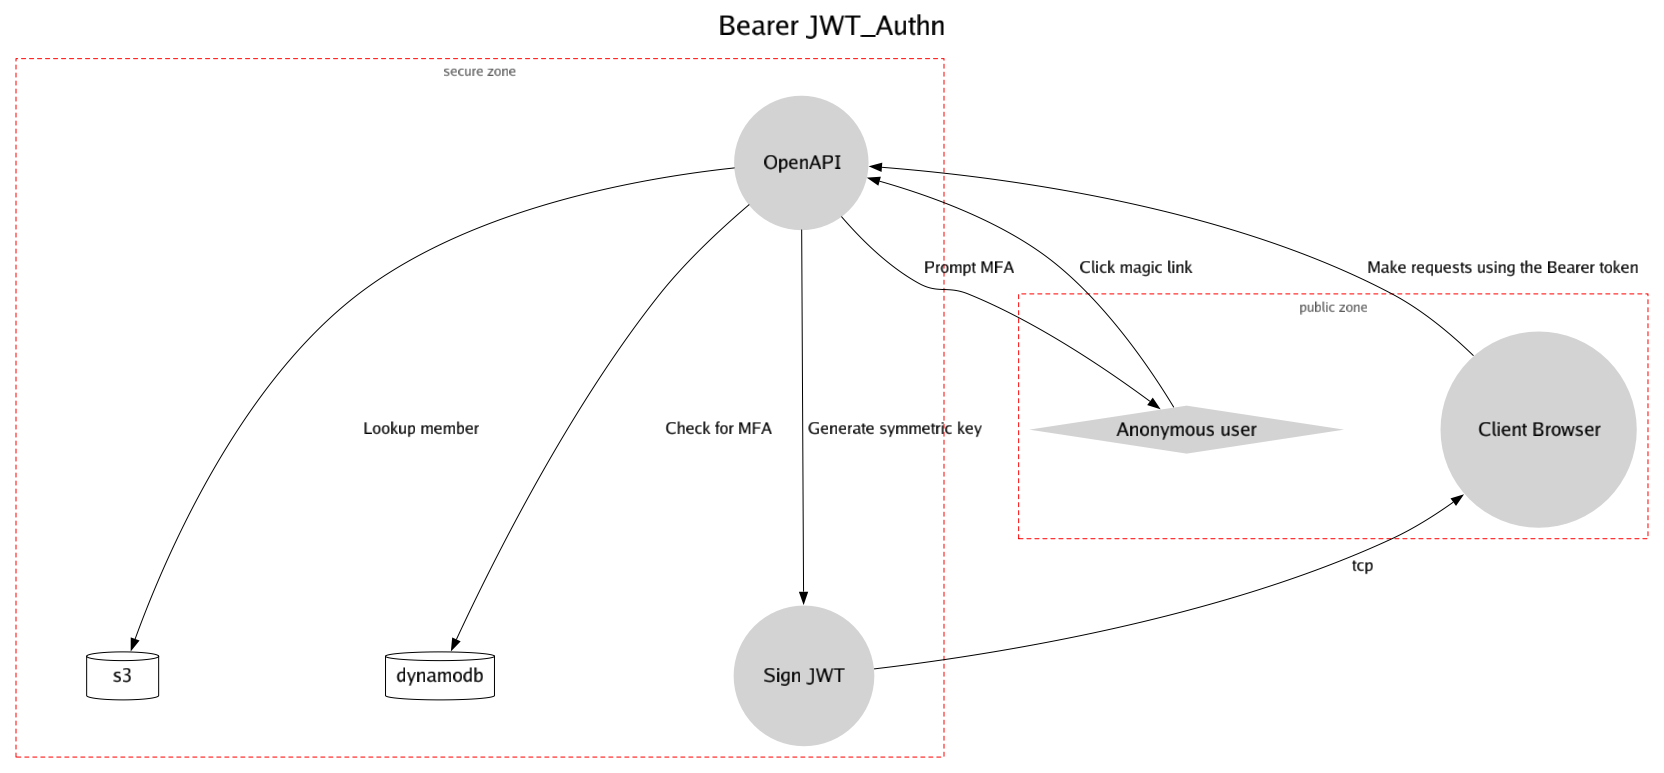 Bearer JWT_Authn
secure zone
OpenAPI
Prompt MFA
Click magic link
Make requests using the Bearer token
public zone
Lookup member
Check for MFA
Generate symmetric key
Anonymous user
Client Browser
tcp
s3
dynamodb
Sign JWT